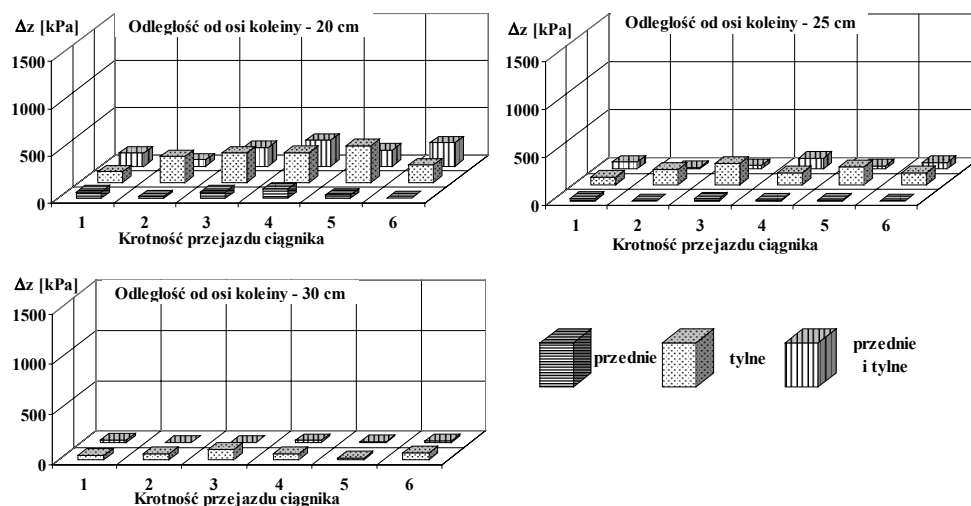 Δz [kPa]
Odległość od osi koleiny - 20 cm
1500
1000
500
0
1 2 3 4 5 6
Krotność przejazdu ciągnika
Δz [kPa]
Odległość od osi koleiny - 25 cm
1500
1000
500
0
1 2 3 4 5 6
Krotność przejazdu ciągnika
Δz [kPa]
Odległość od osi koleiny - 30 cm
1500
1000
500
0
1 2 3 4 5 6
Krotność przejazdu ciągnika
przednie
tylne
przednie
i tylne